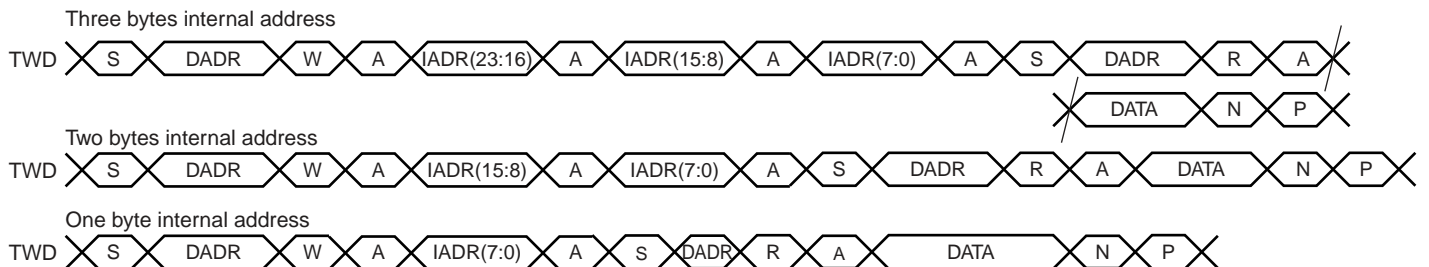 Three bytes internal address
TWD S DADR W A IADR(23:16) A IADR(15:8) A IADR(7:0) A S DADR R A
DATA N P
Two bytes internal address
TWD S DADR W A IADR(15:8) A IADR(7:0) A S DADR R A DATA N P
One byte internal address
TWD S DADR W A IADR(7:0) A S DADR R A DATA N P